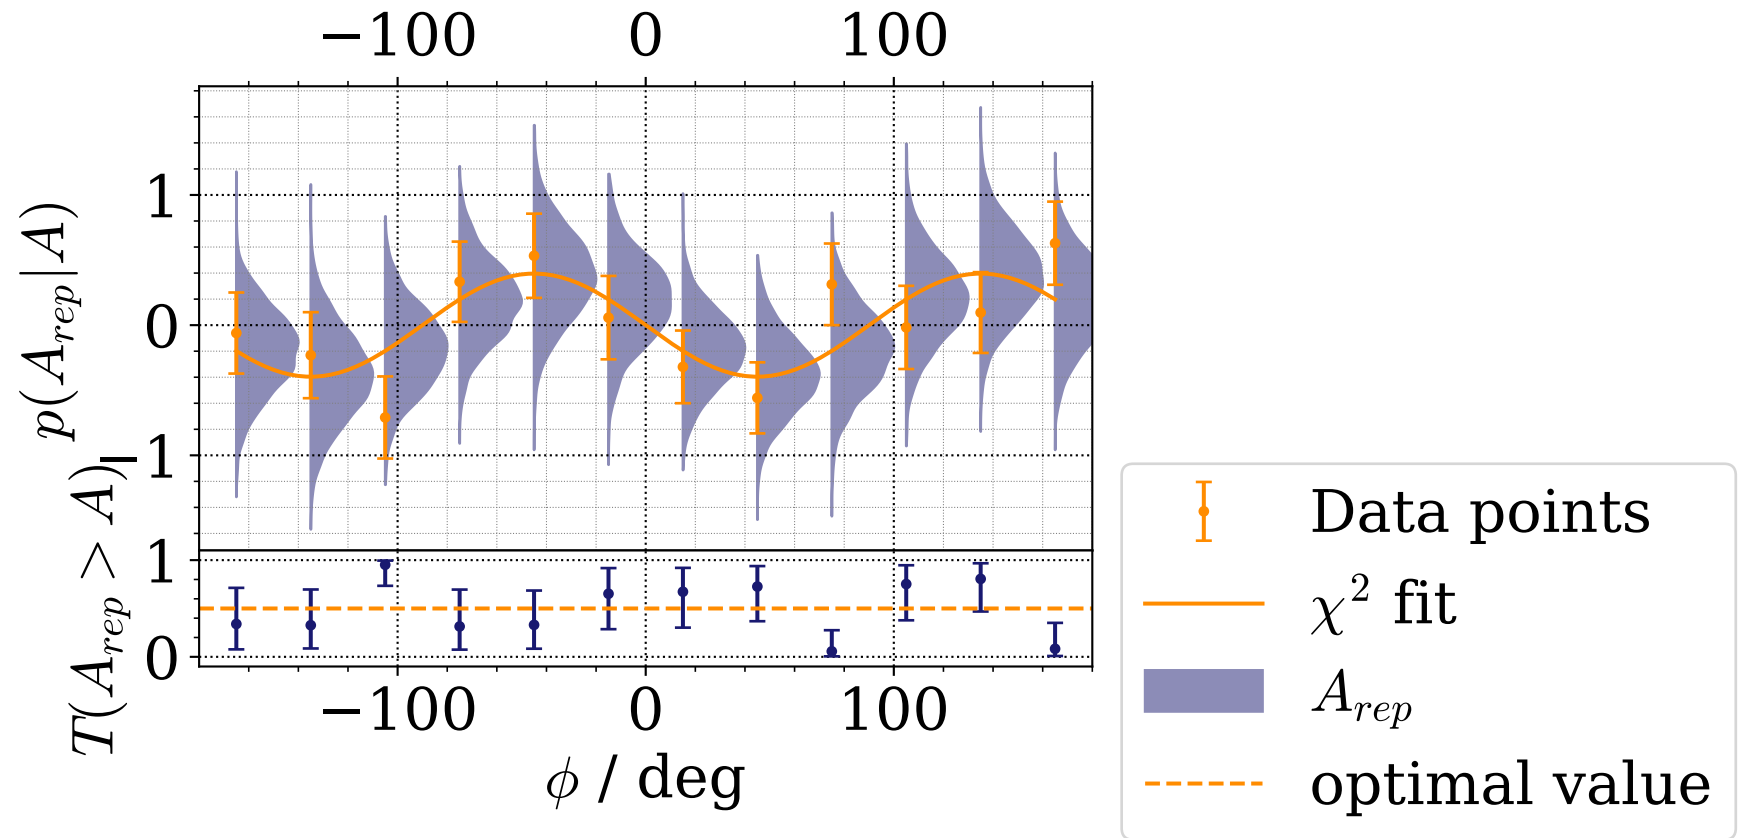 −100 0 100
p(A_rep|A)
1
0
−1
T(A_rep > A)
1
0
−100 0 100
ϕ / deg
Data points
χ² fit
A_rep
optimal value